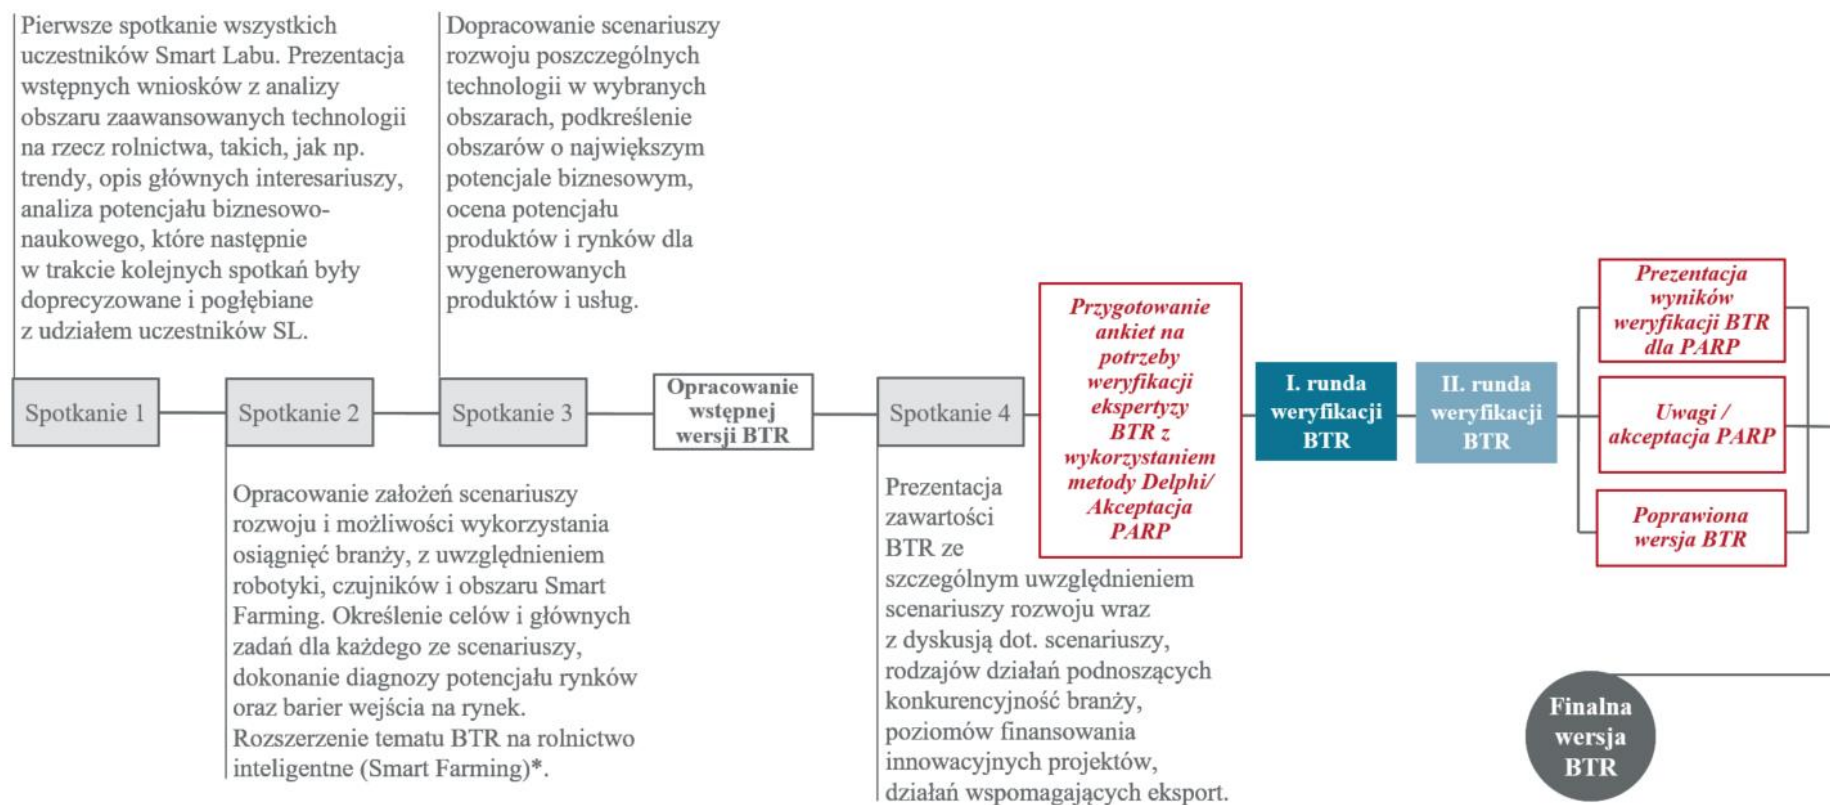 Pierwsze spotkanie wszystkich
uczestników Smart Labu. Prezentacja
wstępnych wniosków z analizy
obszaru zaawansowanych technologii
na rzecz rolnictwa, takich, jak np.
trendy, opis głównych interesariuszy,
analiza potencjału biznesowo-
naukowego, które następnie
w trakcie kolejnych spotkań były
doprecyzowane i pogłębiane
z udziałem uczestników SL.
Dopracowanie scenariuszy
rozwoju poszczególnych
technologii w wybranych
obszarach, podkreślenie
obszarów o największym
potencjale biznesowym,
ocena potencjału
produktów i rynków dla
wygenerowanych
produktów i usług.
Spotkanie 1
Spotkanie 2
Spotkanie 3
Opracowanie
wstępnej
wersji BTR
Spotkanie 4
Przygotowanie
ankiet na
potrzeby
weryfikacji
ekspertyzy
BTR z
wykorzystaniem
metody Delphi/
Akceptacja
PARP
I. runda
weryfikacji
BTR
II. runda
weryfikacji
BTR
Prezentacja
wyników
weryfikacji BTR
dla PARP
Uwagi /
akceptacja PARP
Poprawiona
wersja BTR
Opracowanie założeń scenariuszy
rozwoju i możliwości wykorzystania
osiągnięć branży, z uwzględnieniem
robotyki, czujników i obszaru Smart
Farming. Określenie celów i głównych
zadań dla każdego ze scenariuszy,
dokonanie diagnozy potencjału rynków
oraz barier wejścia na rynek.
Rozszerzenie tematu BTR na rolnictwo
inteligentne (Smart Farming)*.
Prezentacja
zawartości
BTR ze
szczególnym uwzględnieniem
scenariuszy rozwoju wraz
z dyskusją dot. scenariuszy,
rodzajów działań podnoszących
konkurencyjność branży,
poziomów finansowania
innowacyjnych projektów,
działań wspomagających eksport.
Finalna
wersja
BTR